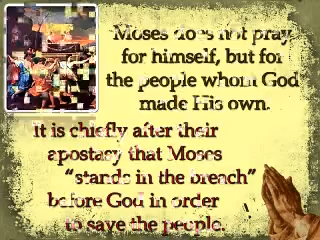 Moses does not pray
for himself, but for
the people whom God
made His own.
It is chiefly after their
apostasy that Moses
“stands in the breach”
before God in order
to save the people.